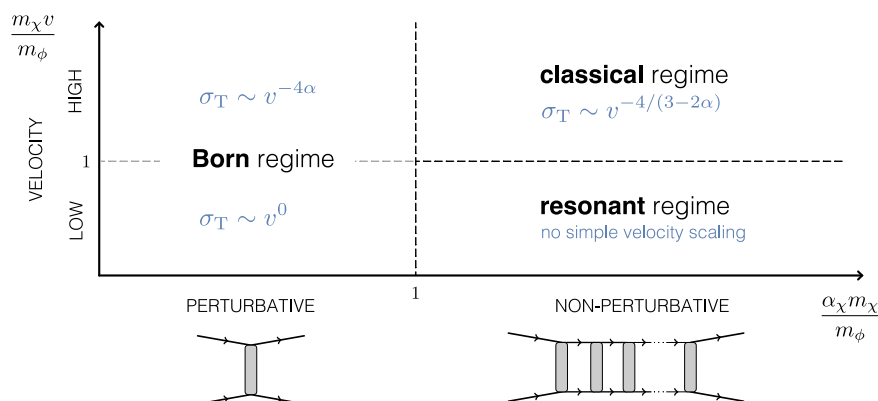 m_χ v / m_φ
VELOCITY
HIGH
1
LOW
σ_T ∼ v^{−4α}
Born regime
σ_T ∼ v^0
classical regime
σ_T ∼ v^{−4/(3−2α)}
resonant regime
no simple velocity scaling
1
PERTURBATIVE
NON-PERTURBATIVE
α_χ m_χ / m_φ